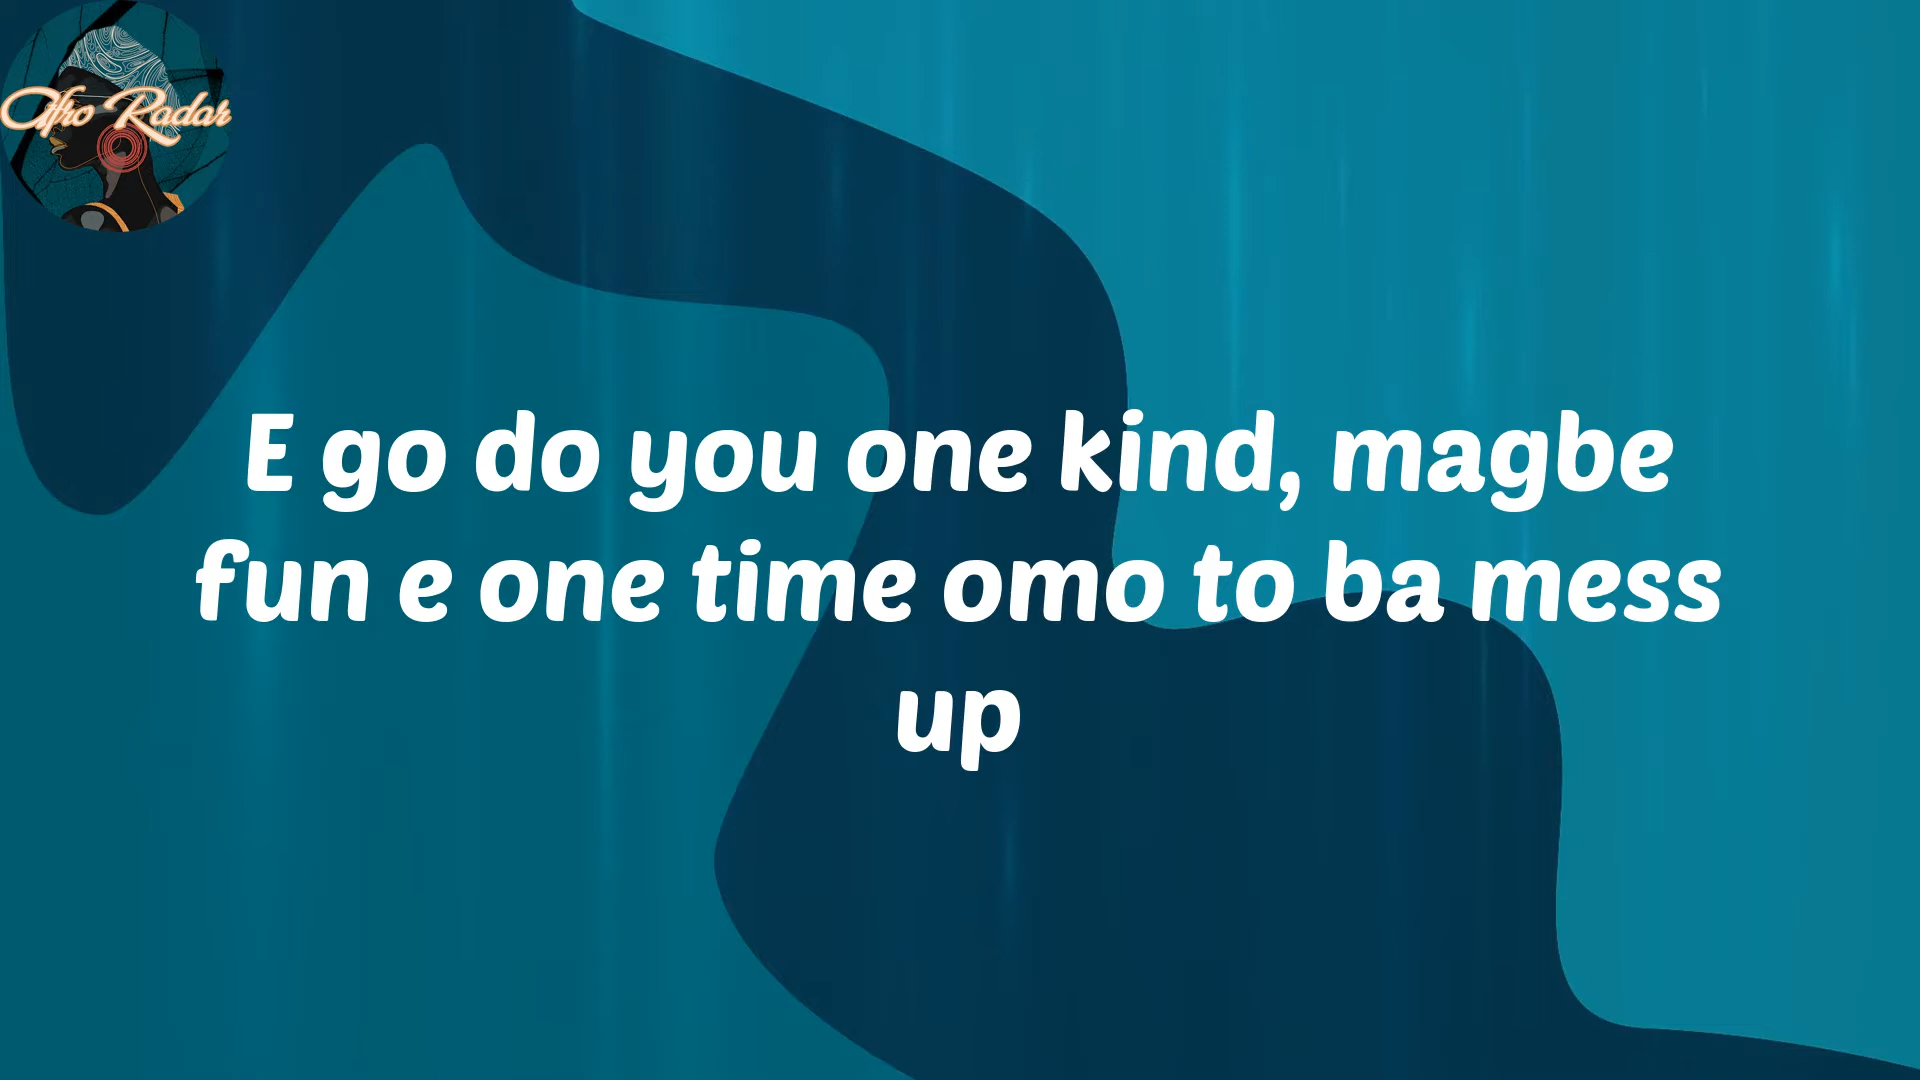 Afro Radar
E go do you one kind, magbe
fun e one time omo to ba mess
up